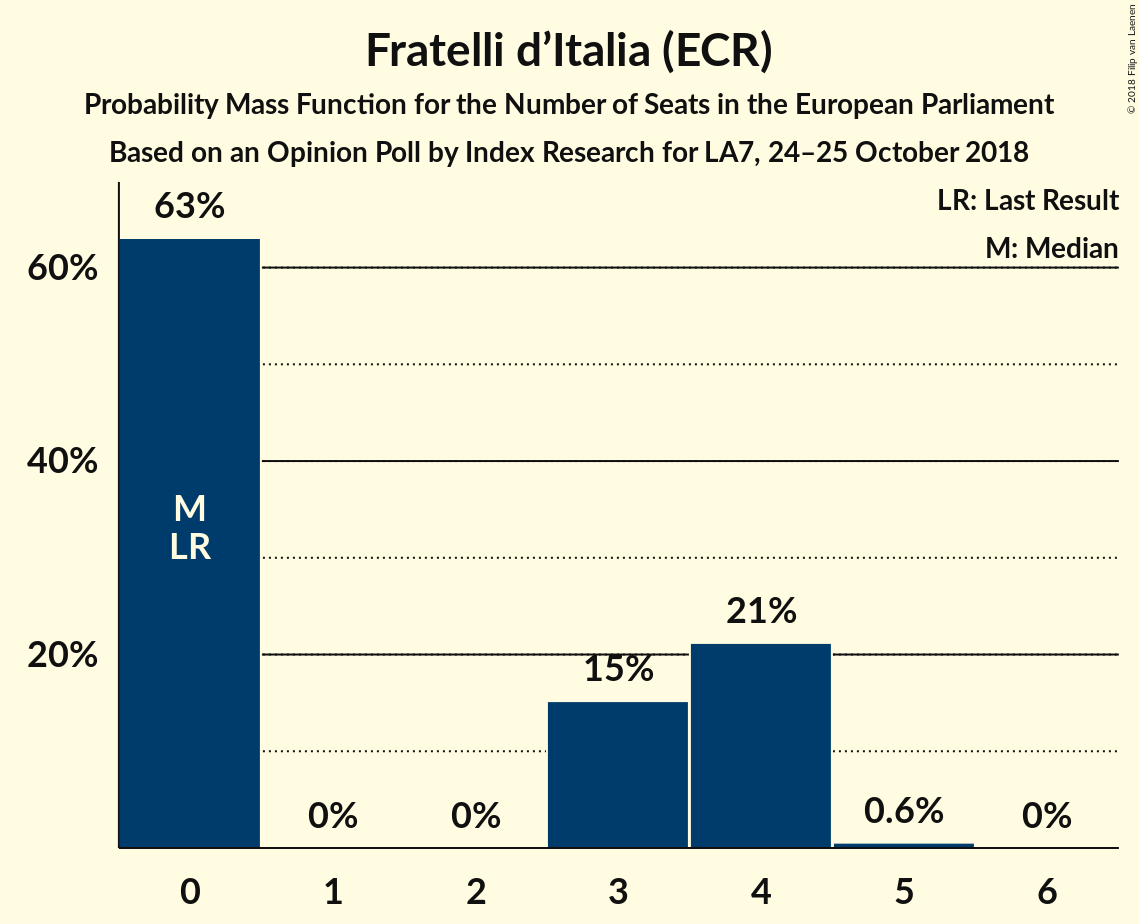 Fratelli d’Italia (ECR)
Probability Mass Function for the Number of Seats in the European Parliament
Based on an Opinion Poll by Index Research for LA7, 24–25 October 2018
© 2018 Filip van Laenen
LR: Last Result
M: Median
63%
60%
40%
20%
M
LR
0%
0%
15%
21%
0.6%
0%
0 1 2 3 4 5 6